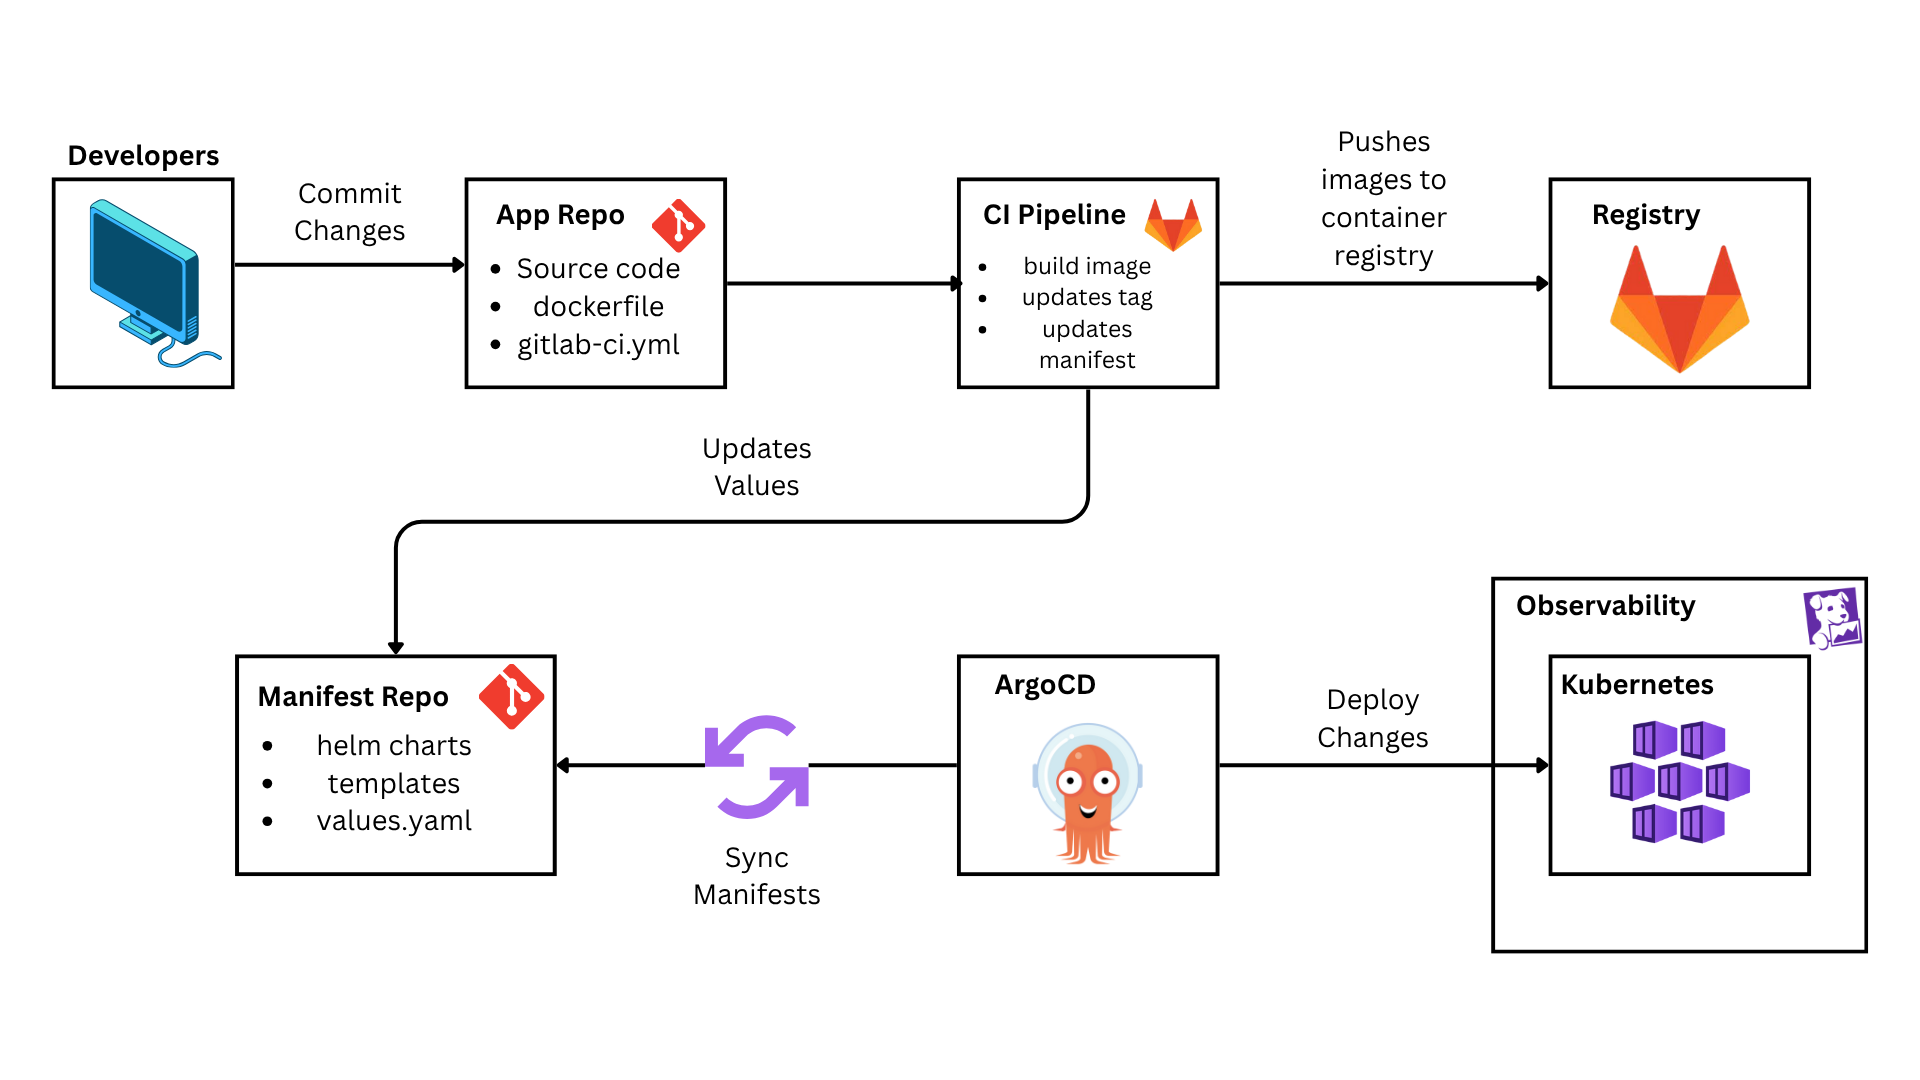 Developers
Commit
Changes
App Repo
• Source code
• dockerfile
• gitlab-ci.yml
CI Pipeline
• build image
• updates tag
• updates
manifest
Pushes
images to
container
registry
Registry
Updates
Values
Manifest Repo
• helm charts
• templates
• values.yaml
Sync
Manifests
ArgoCD
Deploy
Changes
Observability
Kubernetes